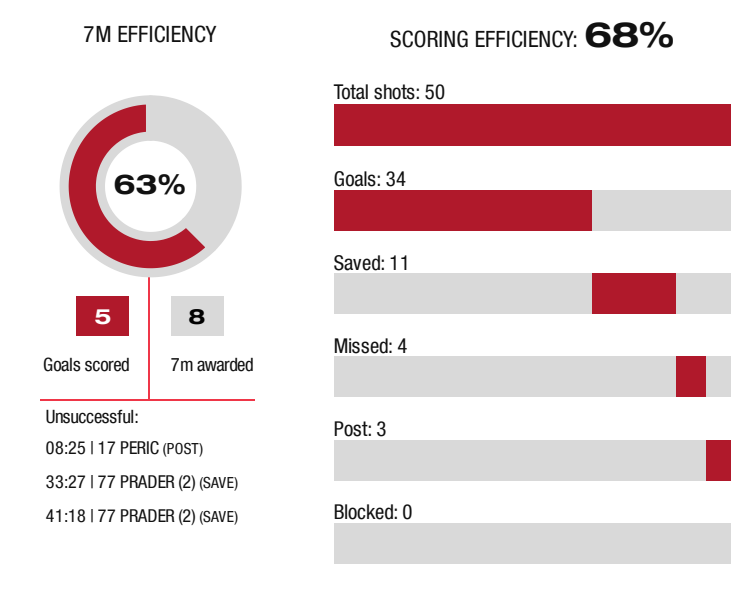 7M EFFICIENCY
63%
5
8
Goals scored
7m awarded
Unsuccessful:
08:25 | 17 PERIC (POST)
33:27 | 77 PRADER (2) (SAVE)
41:18 | 77 PRADER (2) (SAVE)
SCORING EFFICIENCY: 68%
Total shots: 50
Goals: 34
Saved: 11
Missed: 4
Post: 3
Blocked: 0